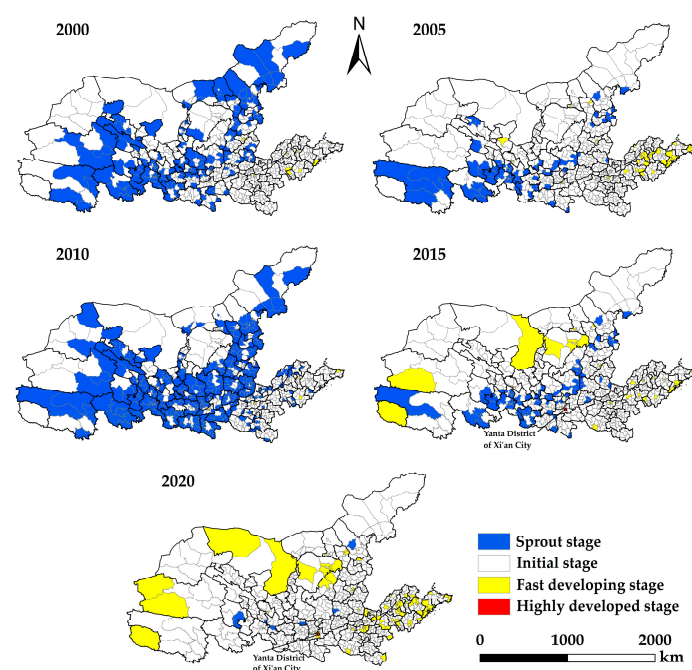 2000
N
2005
2010
2015
Yanta District
of Xi'an City
2020
Yanta District
of Xi'an City
Sprout stage
Initial stage
Fast developing stage
Highly developed stage
0 1000 2000
km